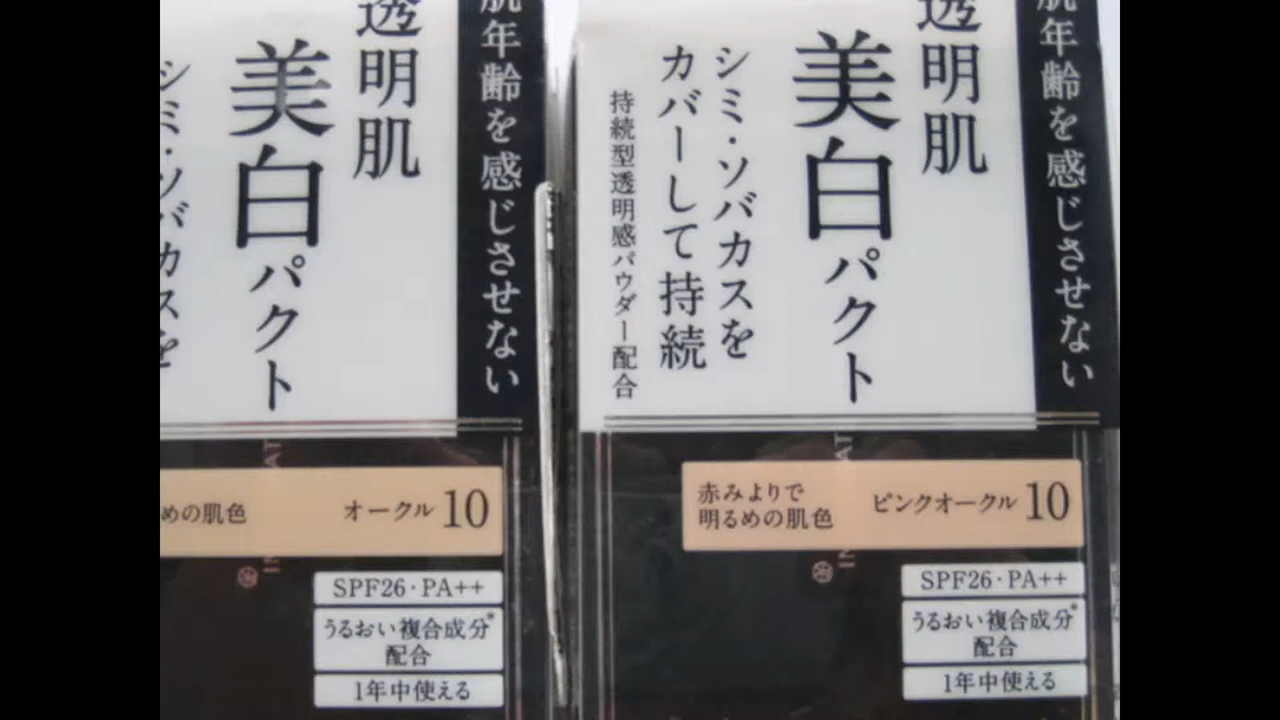 肌年齢を感じさせない
透明肌
美白パクト
シミ・ソバカスを
めの肌色
オークル 10
SPF26・PA++
うるおい複合成分*
配合
1年中使える
肌年齢を感じさせない
透明肌
美白パクト
シミ・ソバカスを
カバーして持続
持続型透明感パウダー配合
赤みよりで
明るめの肌色
ピンクオークル 10
SPF26・PA++
うるおい複合成分*
配合
1年中使える